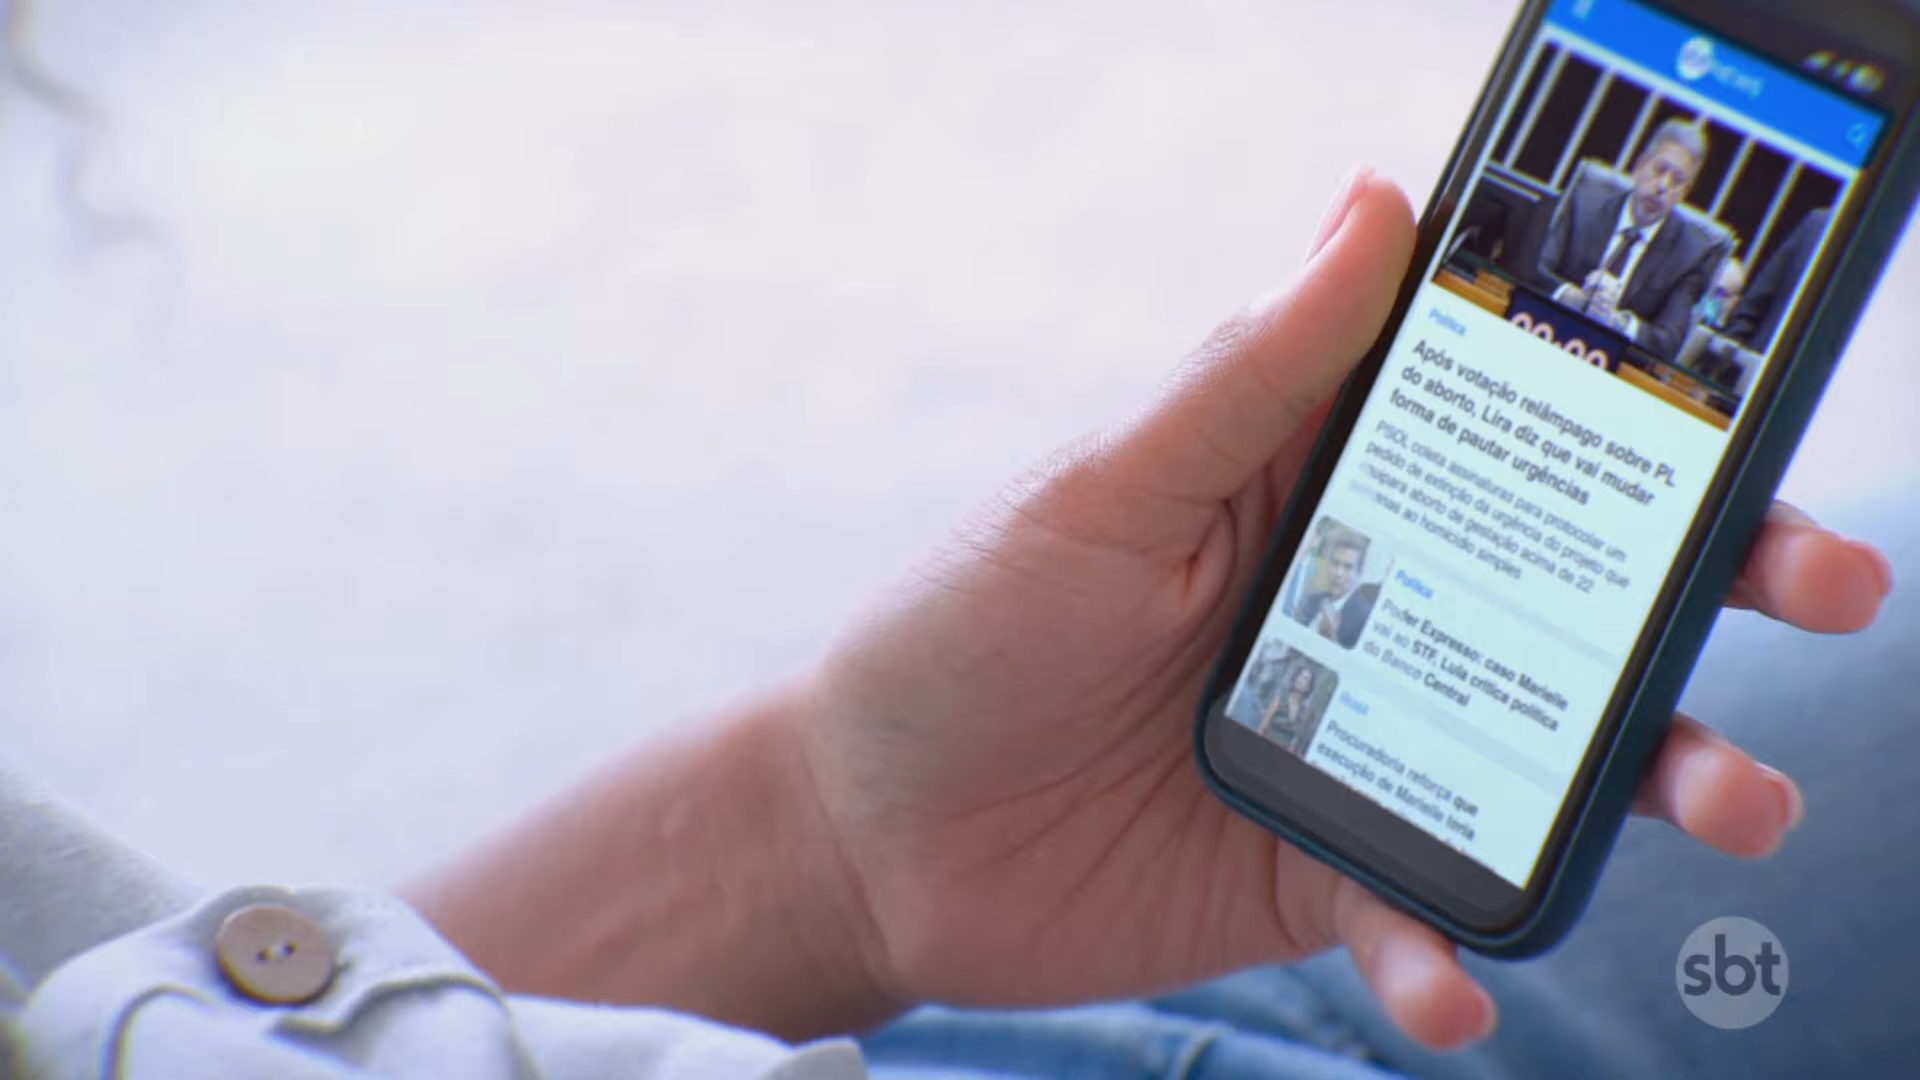 news
Política
Após votação relâmpago sobre PL
do aborto, Lira diz que vai mudar
forma de pautar urgências
PSOL coleta assinaturas para protocolar um
pedido de extinção da urgência do projeto que
equipara aborto de gestação acima de 22
ao homicídio simples
Política
Poder Expresso: caso Marielle
vai ao STF, Lula critica política
do Banco Central
Brasil
Procuradoria reforça que
execução de Marielle teria
sbt